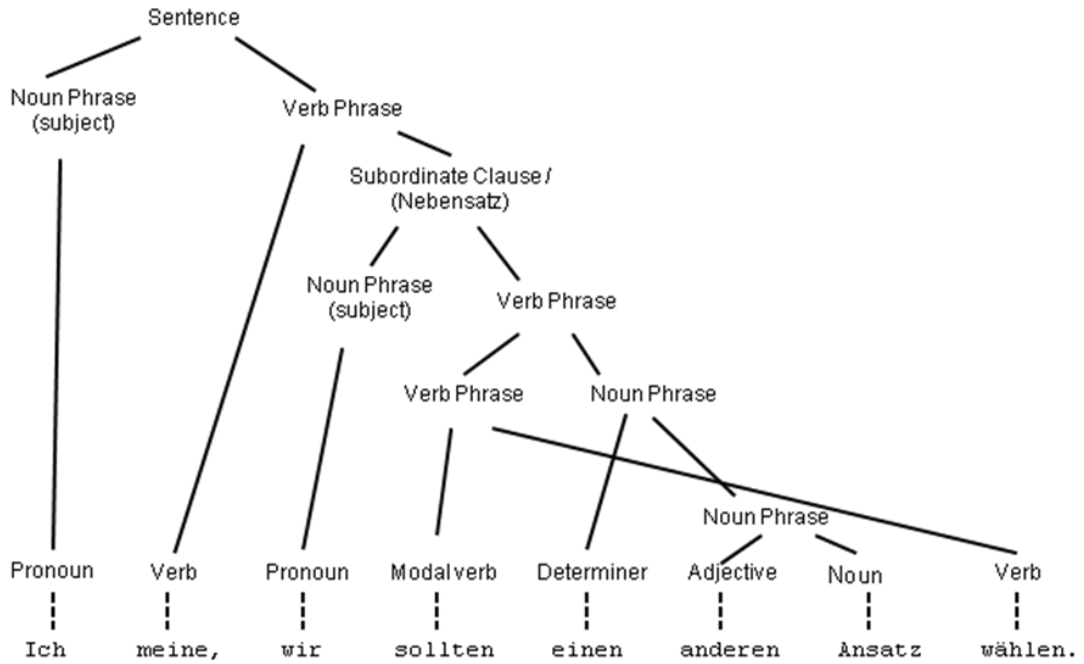 Sentence
Noun Phrase
(subject)
Verb Phrase
Subordinate Clause /
(Nebensatz)
Noun Phrase
(subject)
Verb Phrase
Verb Phrase
Noun Phrase
Noun Phrase
Pronoun Verb Pronoun Modal verb Determiner Adjective Noun Verb
Ich meine, wir sollten einen anderen Ansatz wählen.